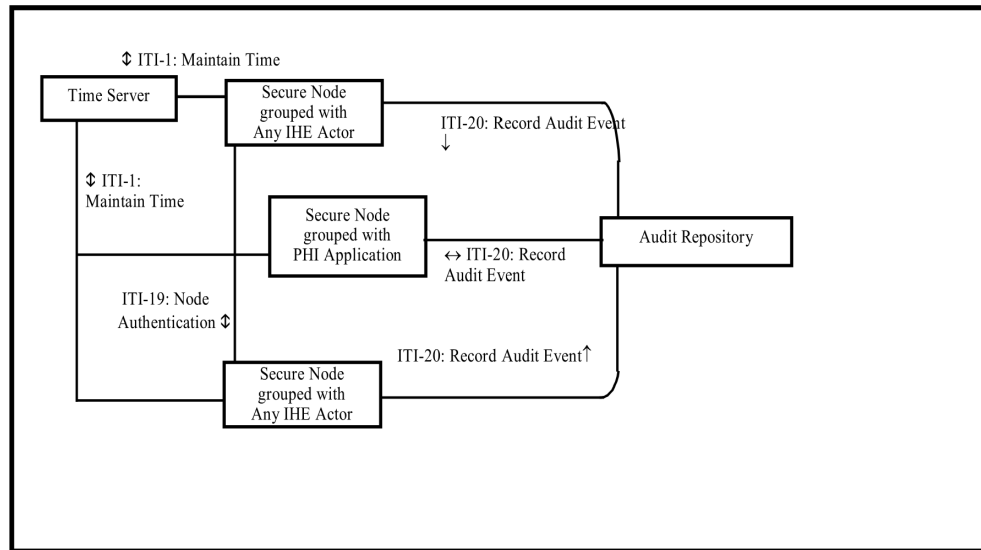 ↕ ITI-1: Maintain Time
Time Server
Secure Node
grouped with
Any IHE Actor
ITI-20: Record Audit Event
↓
↕ ITI-1:
Maintain Time
Secure Node
grouped with
PHI Application
Audit Repository
↔ ITI-20: Record
Audit Event
ITI-19: Node
Authentication ↕
ITI-20: Record Audit Event↑
Secure Node
grouped with
Any IHE Actor